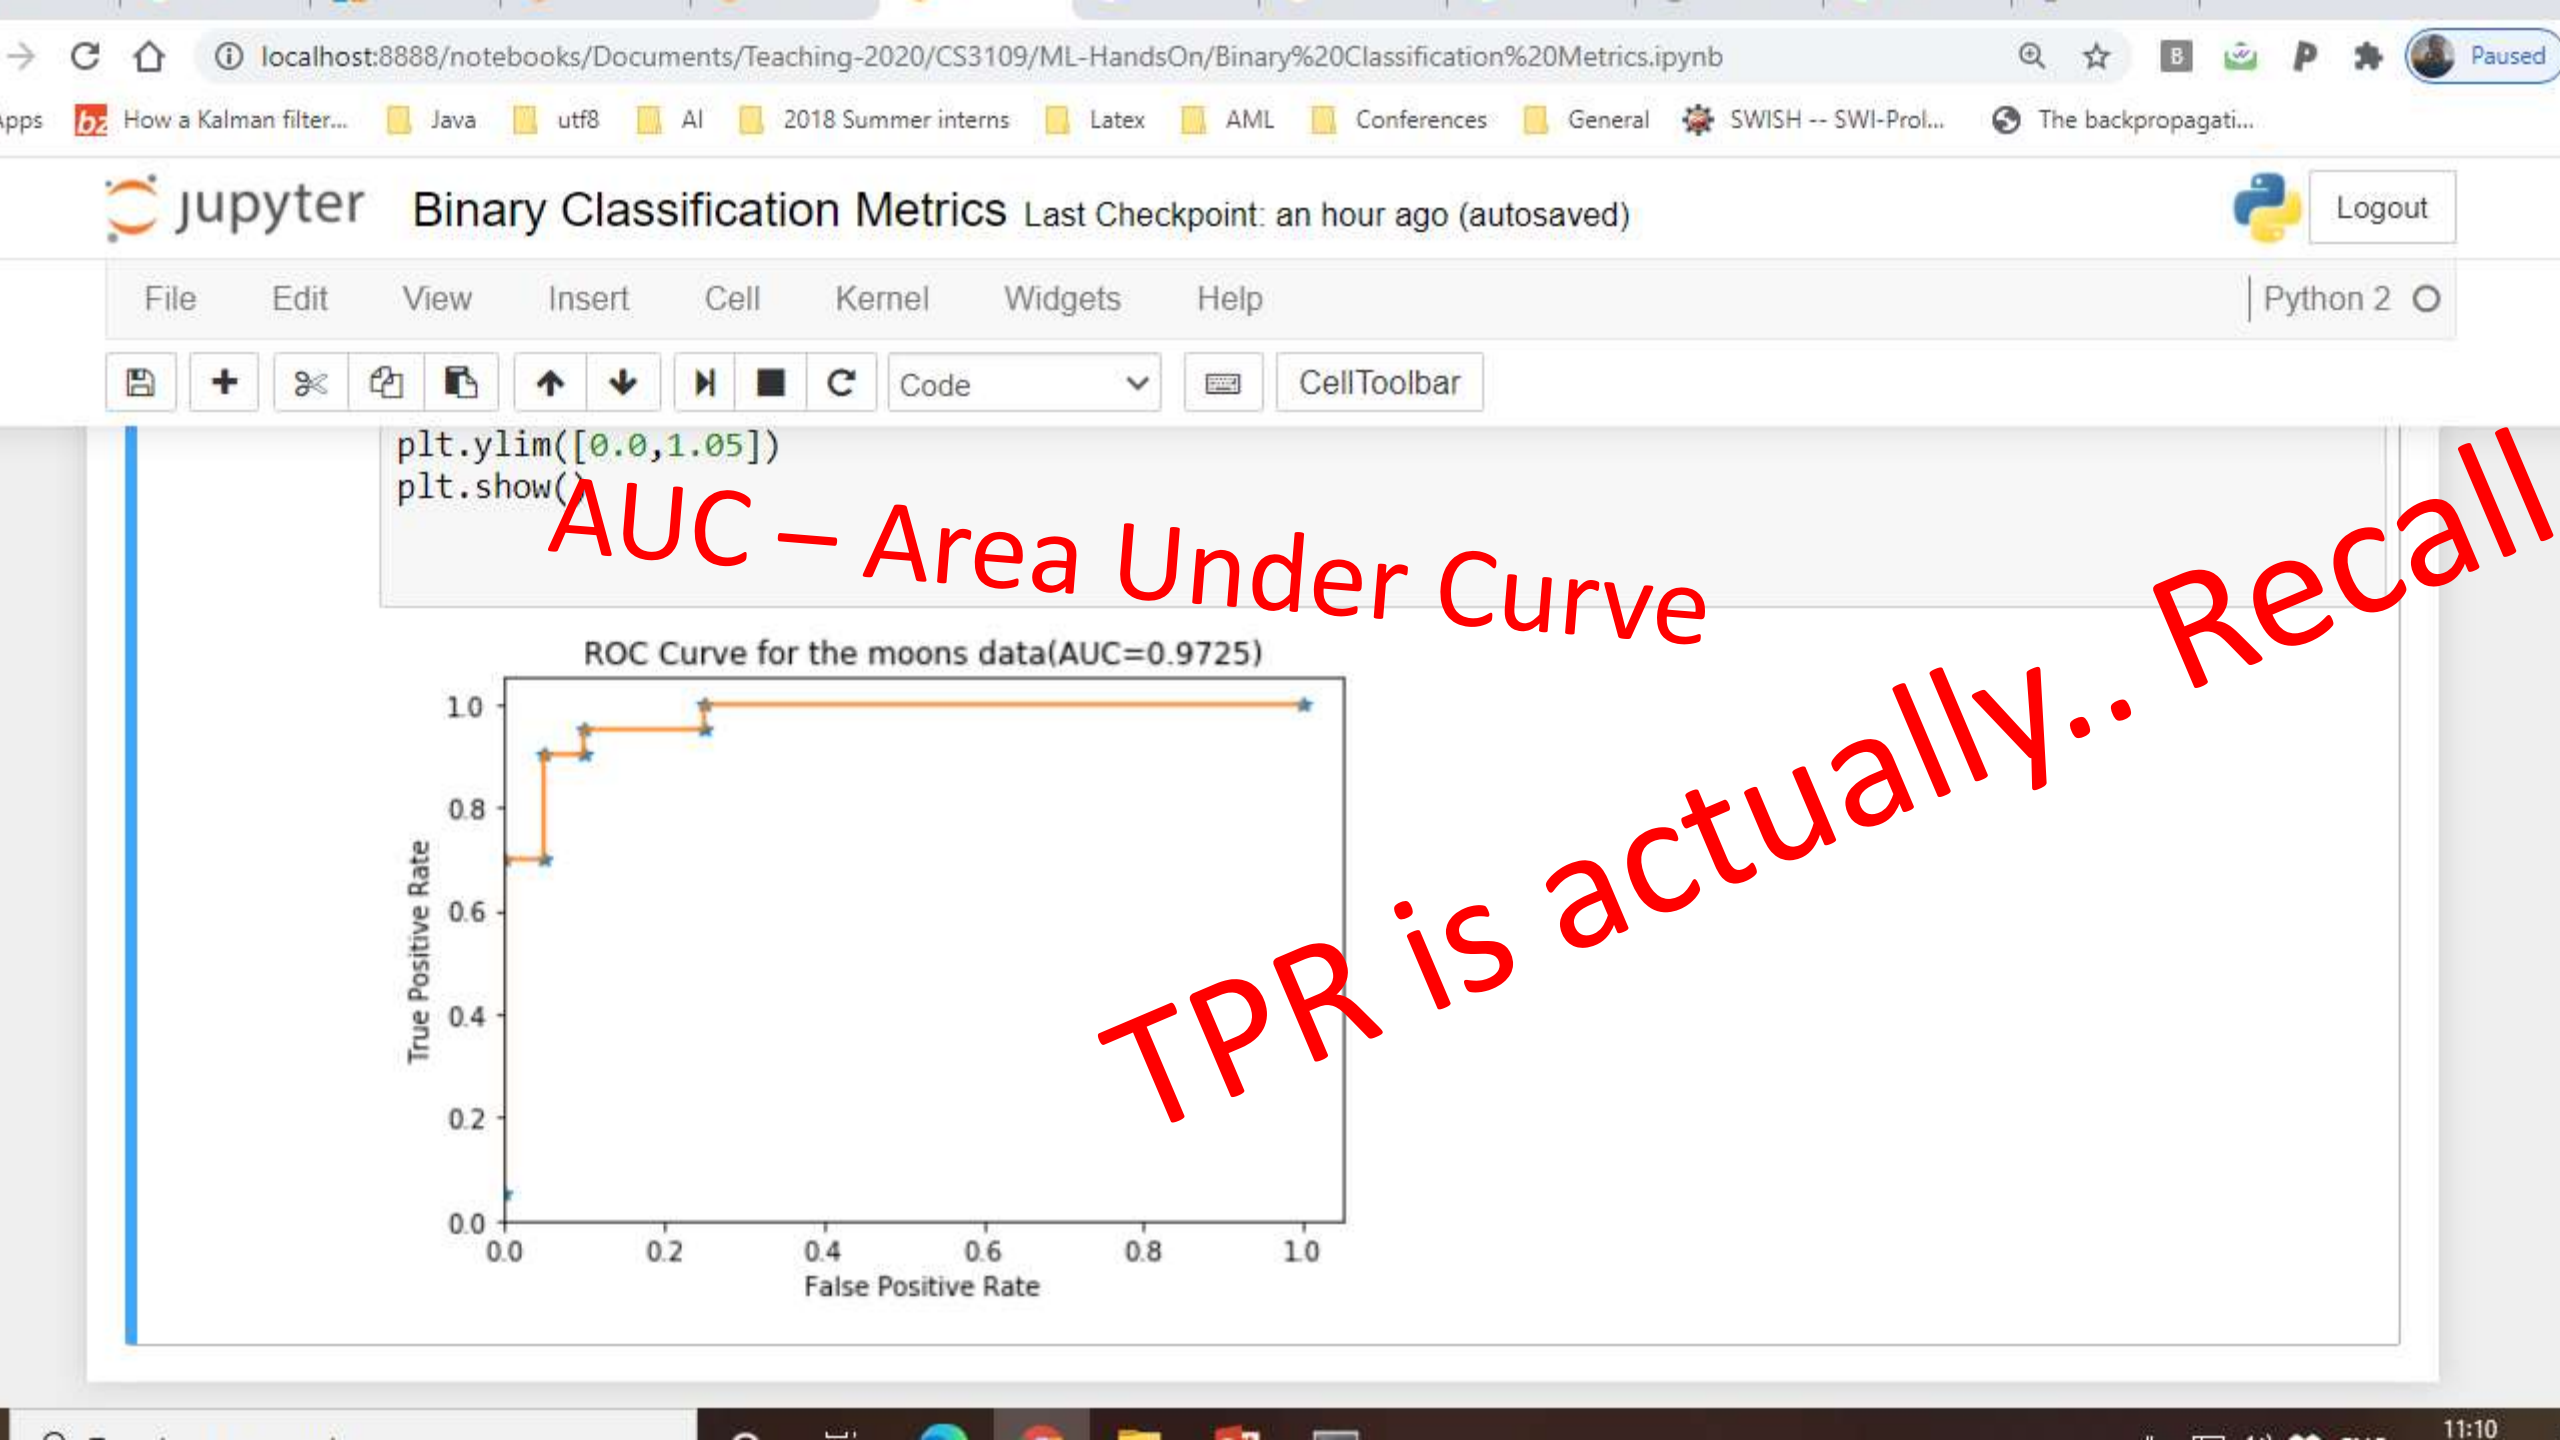 localhost:8888/notebooks/Documents/Teaching-2020/CS3109/ML-HandsOn/Binary%20Classification%20Metrics.ipynb
B
P
Paused
bz How a Kalman filter... Java utf8 AI 2018 Summer interns Latex AML Conferences General SWISH -- SWI-Prol... The backpropagati...
jupyter Binary Classification Metrics Last Checkpoint: an hour ago (autosaved)
Logout
File Edit View Insert Cell Kernel Widgets Help
Python 2
Code
CellToolbar
plt.ylim([0.0,1.05])
plt.show()
AUC – Area Under Curve
TPR is actually.. Recall
ROC Curve for the moons data(AUC=0.9725)
1.0
0.8
0.6
0.4
0.2
0.0
True Positive Rate
0.0 0.2 0.4 0.6 0.8 1.0
False Positive Rate
11:10